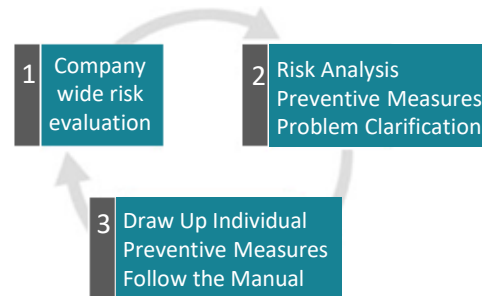 1
Company
wide risk
evaluation
2
Risk Analysis
Preventive Measures
Problem Clarification
3
Draw Up Individual
Preventive Measures
Follow the Manual